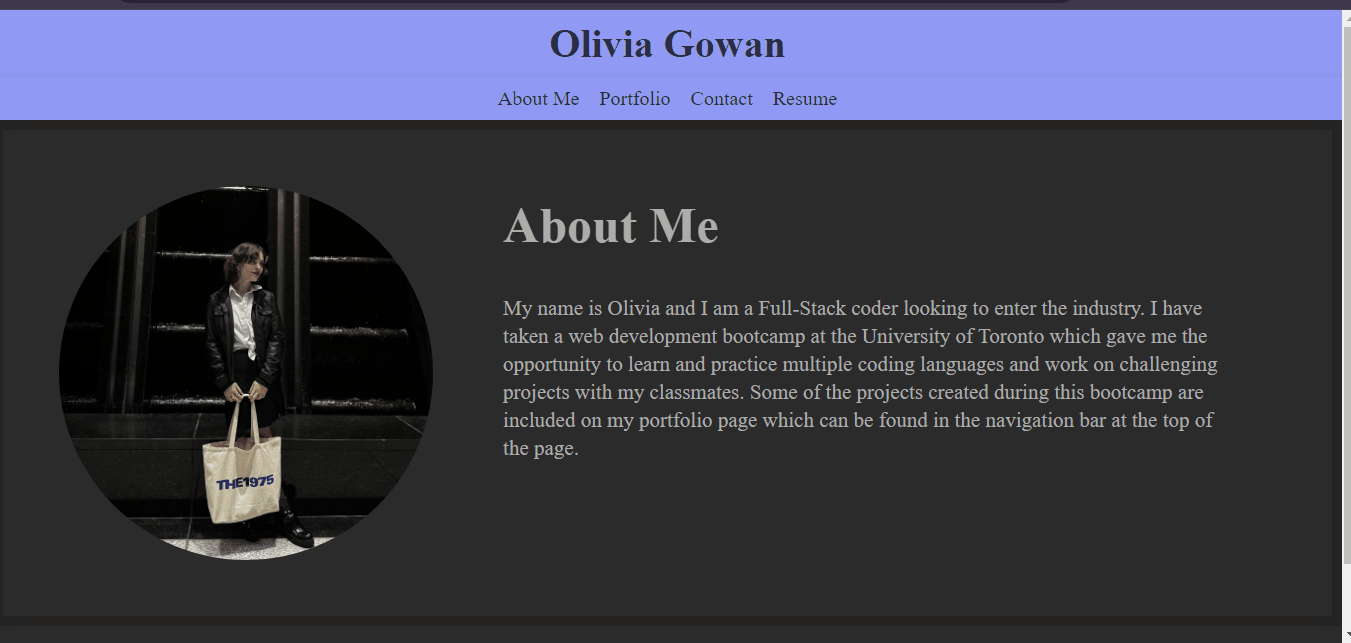 Olivia Gowan
About Me Portfolio Contact Resume
About Me
My name is Olivia and I am a Full-Stack coder looking to enter the industry. I have
taken a web development bootcamp at the University of Toronto which gave me the
opportunity to learn and practice multiple coding languages and work on challenging
projects with my classmates. Some of the projects created during this bootcamp are
included on my portfolio page which can be found in the navigation bar at the top of
the page.
THE1975